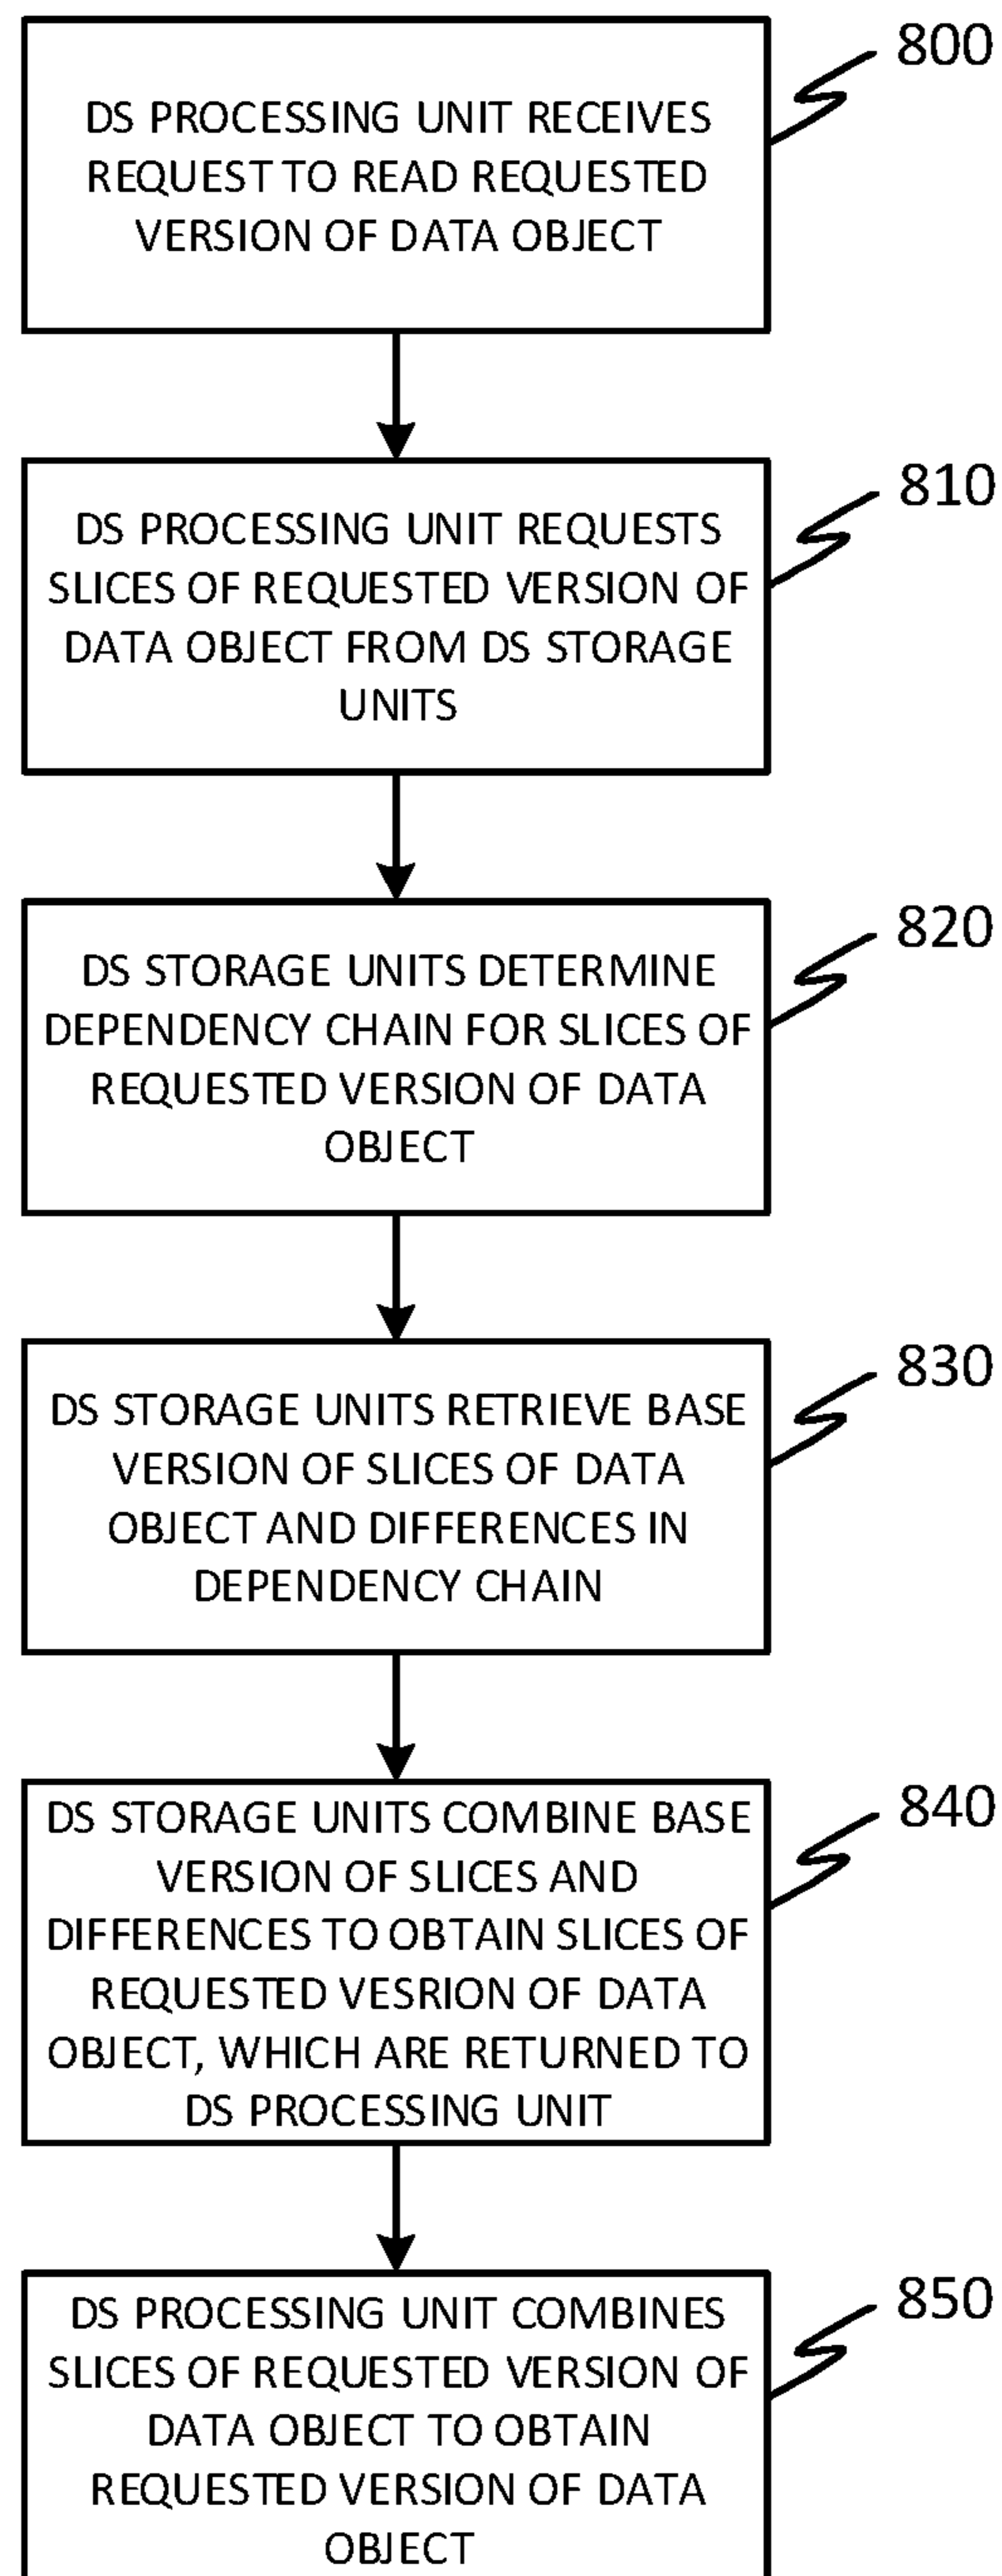 800
DS PROCESSING UNIT RECEIVES
REQUEST TO READ REQUESTED
VERSION OF DATA OBJECT
810
DS PROCESSING UNIT REQUESTS
SLICES OF REQUESTED VERSION OF
DATA OBJECT FROM DS STORAGE
UNITS
820
DS STORAGE UNITS DETERMINE
DEPENDENCY CHAIN FOR SLICES OF
REQUESTED VERSION OF DATA
OBJECT
830
DS STORAGE UNITS RETRIEVE BASE
VERSION OF SLICES OF DATA
OBJECT AND DIFFERENCES IN
DEPENDENCY CHAIN
840
DS STORAGE UNITS COMBINE BASE
VERSION OF SLICES AND
DIFFERENCES TO OBTAIN SLICES OF
REQUESTED VESRION OF DATA
OBJECT, WHICH ARE RETURNED TO
DS PROCESSING UNIT
850
DS PROCESSING UNIT COMBINES
SLICES OF REQUESTED VERSION OF
DATA OBJECT TO OBTAIN
REQUESTED VERSION OF DATA
OBJECT